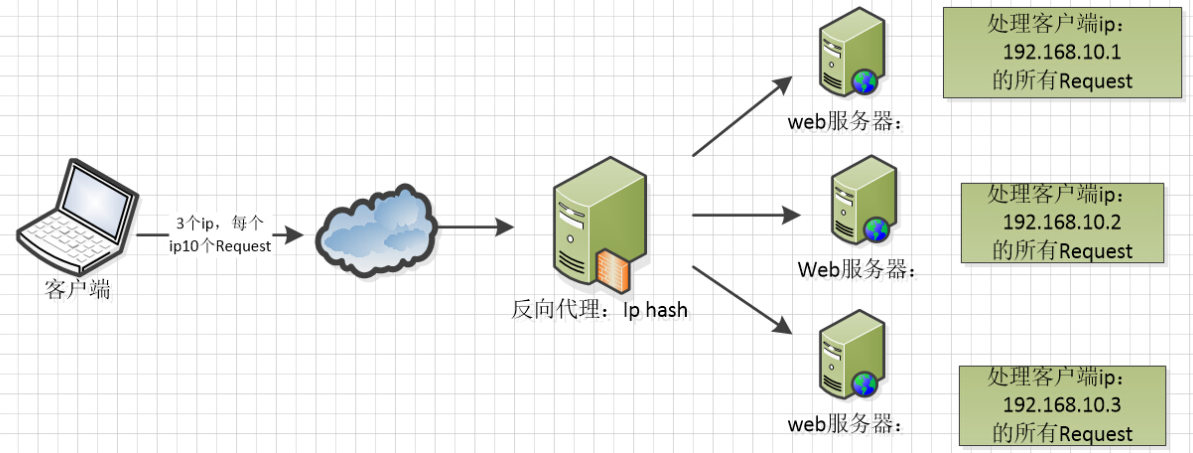 处理客户端ip：
192.168.10.1
的所有Request
web服务器：
3个ip，每个
ip10个Request
客户端
反向代理：Ip hash
处理客户端ip：
192.168.10.2
的所有Request
Web服务器：
处理客户端ip：
192.168.10.3
的所有Request
web服务器：